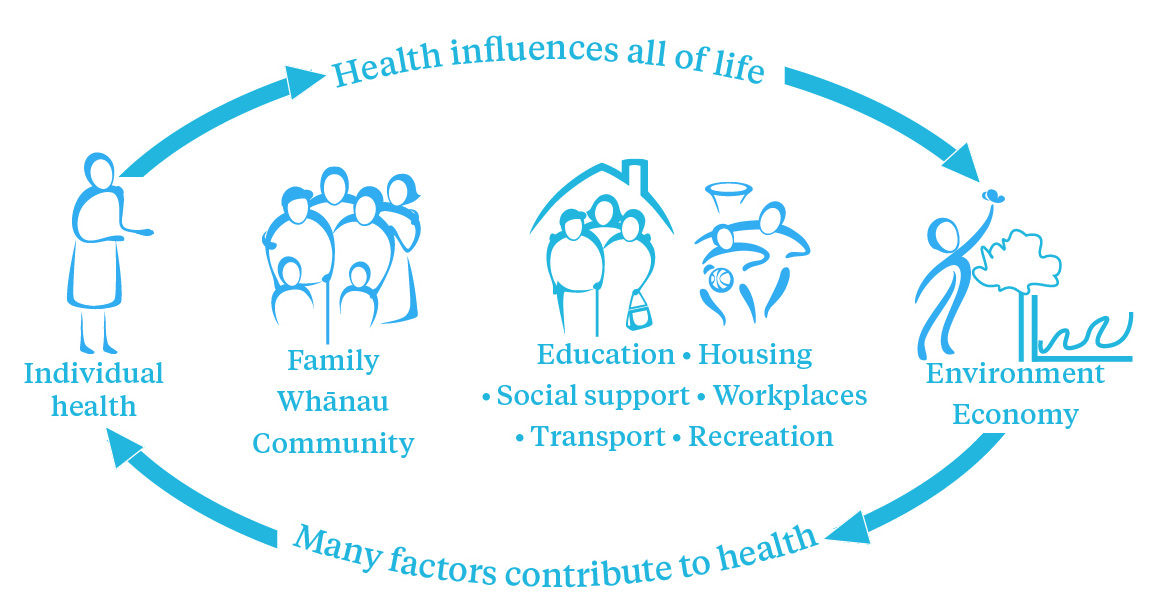 Health influences all of life
Individual
health
Family
Whānau
Community
Education • Housing
• Social support • Workplaces
• Transport • Recreation
Environment
Economy
Many factors contribute to health